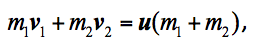 m₁v₁ + m₂v₂ = u(m₁ + m₂),